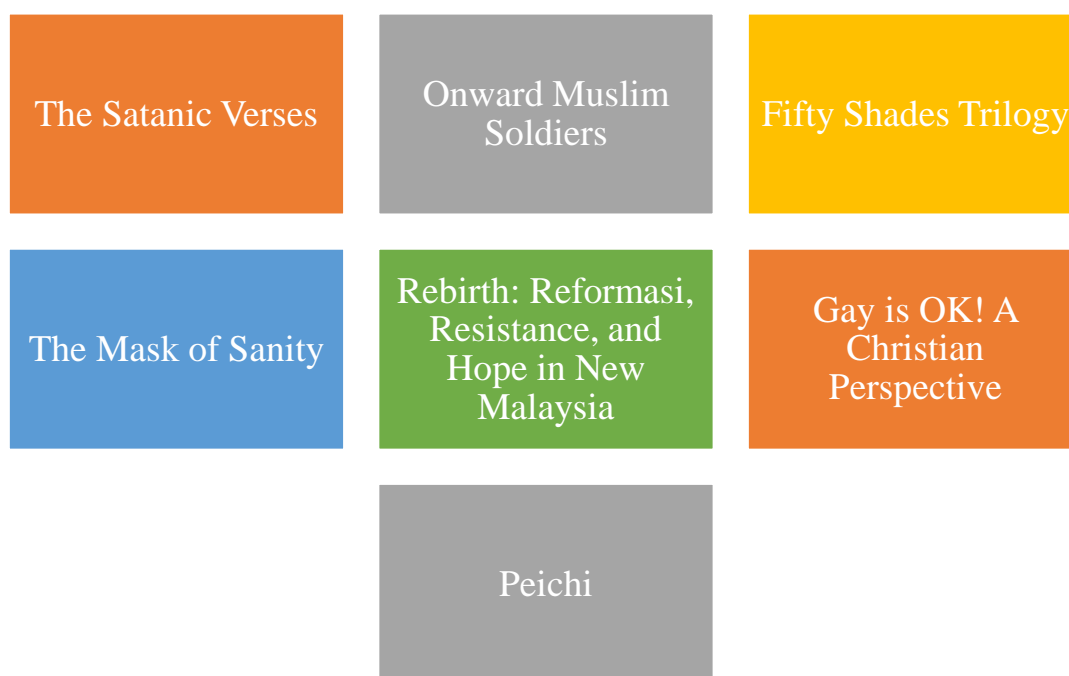 The Satanic Verses
Onward Muslim
Soldiers
Fifty Shades Trilogy
The Mask of Sanity
Rebirth: Reformasi,
Resistance, and
Hope in New
Malaysia
Gay is OK! A
Christian
Perspective
Peichi